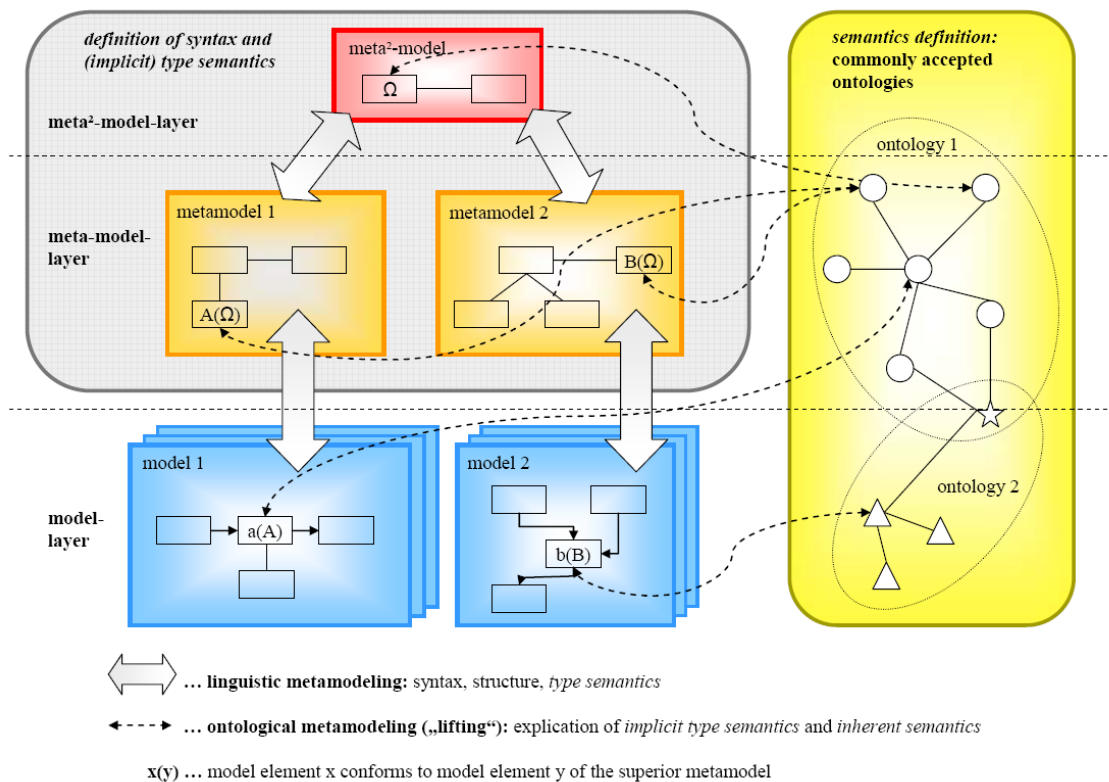 definition of syntax and
(implicit) type semantics
meta²-model
Ω
meta²-model-layer
semantics definition:
commonly accepted
ontologies
ontology 1
metamodel 1
metamodel 2
meta-model-
layer
B(Ω)
A(Ω)
model 1
model 2
ontology 2
model-
layer
a(A)
b(B)
... linguistic metamodeling: syntax, structure, type semantics
... ontological metamodeling („lifting“): explication of implicit type semantics and inherent semantics
x(y) ... model element x conforms to model element y of the superior metamodel